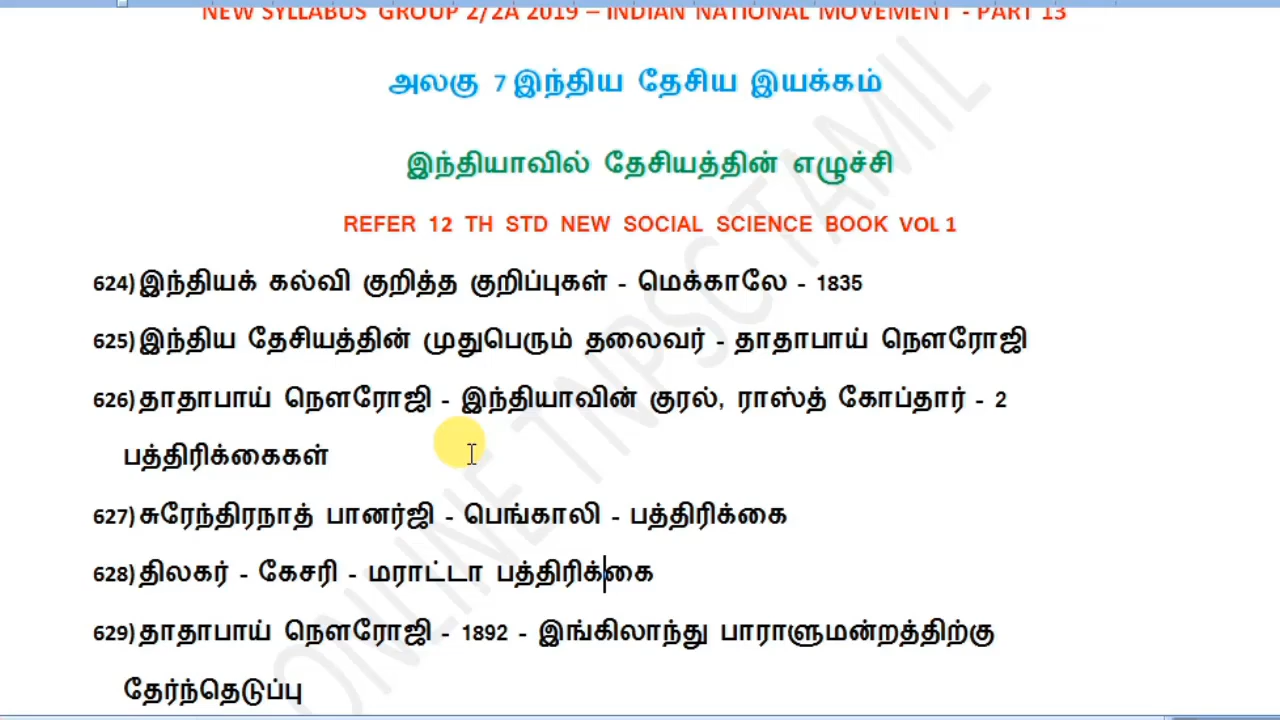 NEW SYLLABUS GROUP 2/2A 2019 – INDIAN NATIONAL MOVEMENT - PART 13
அலகு 7 இந்திய தேசிய இயக்கம்
இந்தியாவில் தேசியத்தின் எழுச்சி
REFER 12 TH STD NEW SOCIAL SCIENCE BOOK VOL 1
624) இந்தியக் கல்வி குறித்த குறிப்புகள் - மெக்காலே - 1835
625) இந்திய தேசியத்தின் முதுபெரும் தலைவர் - தாதாபாய் நௌரோஜி
626) தாதாபாய் நௌரோஜி - இந்தியாவின் குரல், ராஸ்த் கோப்தார் - 2
பத்திரிக்கைகள்
627) சுரேந்திரநாத் பானர்ஜி - பெங்காலி - பத்திரிக்கை
628) திலகர் - கேசரி - மராட்டா பத்திரிக்கை
629) தாதாபாய் நௌரோஜி - 1892 - இங்கிலாந்து பாராளுமன்றத்திற்கு
தேர்ந்தெடுப்பு
ONLINE TNPSC TAMIL